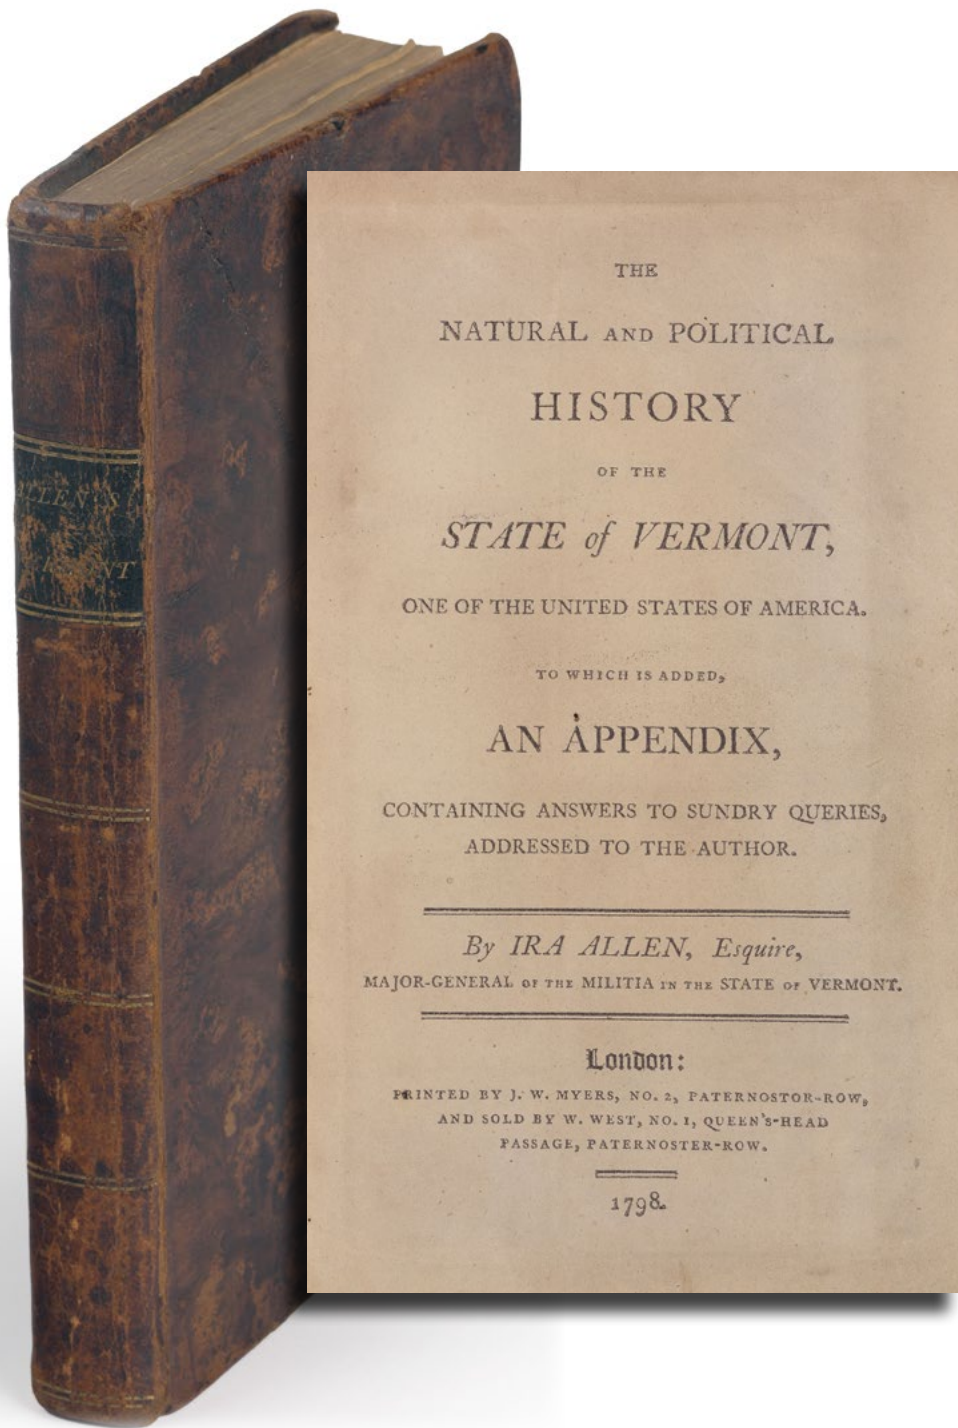 ALLEN'S
THE
NATURAL AND POLITICAL
HISTORY
OF THE
STATE of VERMONT,
ONE OF THE UNITED STATES OF AMERICA.
TO WHICH IS ADDED,
AN APPENDIX,
CONTAINING ANSWERS TO SUNDRY QUERIES,
ADDRESSED TO THE AUTHOR.
By IRA ALLEN, Esquire,
MAJOR-GENERAL OF THE MILITIA IN THE STATE OF VERMONT.
London:
PRINTED BY J. W. MYERS, NO. 2, PATERNOSTOR-ROW,
AND SOLD BY W. WEST, NO. 1, QUEEN'S-HEAD
PASSAGE, PATERNOSTER-ROW.
1798.